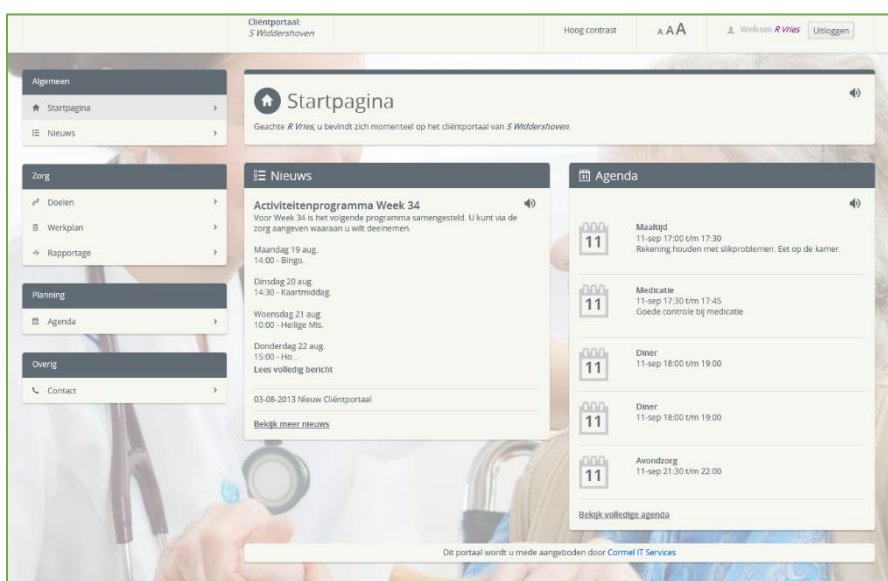 Cliëntportaal:
S Widdershoven
Hoog contrast
A A A
Welkom R Vries
Uitloggen
Algemeen
Startpagina
Nieuws
Zorg
Doelen
Werkplan
Rapportage
Planning
Agenda
Overig
Contact
Startpagina
Geachte R Vries, u bevindt zich momenteel op het cliëntportaal van S Widdershoven.
Nieuws
Activiteitenprogramma Week 34
Voor Week 34 is het volgende programma samengesteld. U kunt via de
zorg aangeven waaraan u wilt deelnemen.
Maandag 19 aug.
14:00 - Bingo.
Dinsdag 20 aug.
14:30 - Kaartmiddag.
Woensdag 21 aug.
10:00 - Heilige Mis.
Donderdag 22 aug.
15:00 - Ho...
Lees volledig bericht
03-08-2013 Nieuw Cliëntportaal
Bekijk meer nieuws
31 Agenda
11
Maaltijd
11-sep 17:00 t/m 17:30
Rekening houden met slikproblemen. Eet op de kamer.
11
Medicatie
11-sep 17:30 t/m 17:45
Goede controle bij medicatie
11
Diner
11-sep 18:00 t/m 19:00
11
Diner
11-sep 18:00 t/m 19:00
11
Avondzorg
11-sep 21:30 t/m 22:00
Bekijk volledige agenda
Dit portaal wordt u mede aangeboden door Cormel IT Services